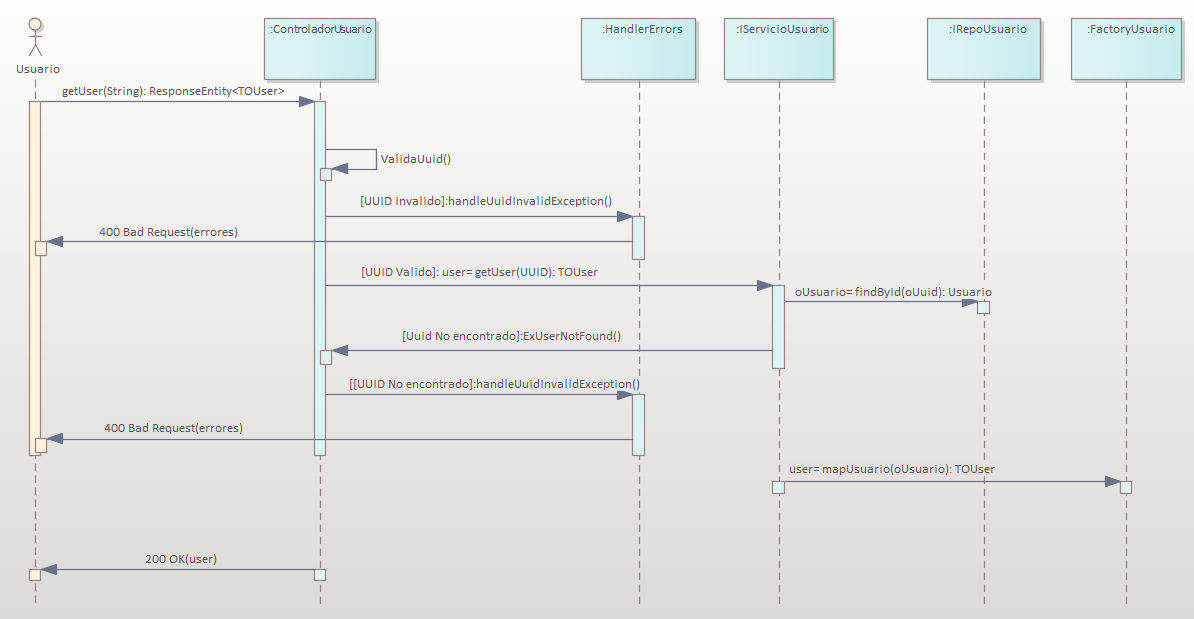 :ControladorUsuario
:HandlerErrors
:IServicioUsuario
:IRepoUsuario
:FactoryUsuario
Usuario
getUser(String): ResponseEntity<TOUser>
ValidaUuid()
[UUID Invalido]:handleUuidInvalidException()
400 Bad Request(errores)
[UUID Valido]: user= getUser(UUID): TOUser
oUsuario= findById(oUuid): Usuario
[Uuid No encontrado]:ExUserNotFound()
[[UUID No encontrado]:handleUuidInvalidException()
400 Bad Request(errores)
user= mapUsuario(oUsuario): TOUser
200 OK(user)